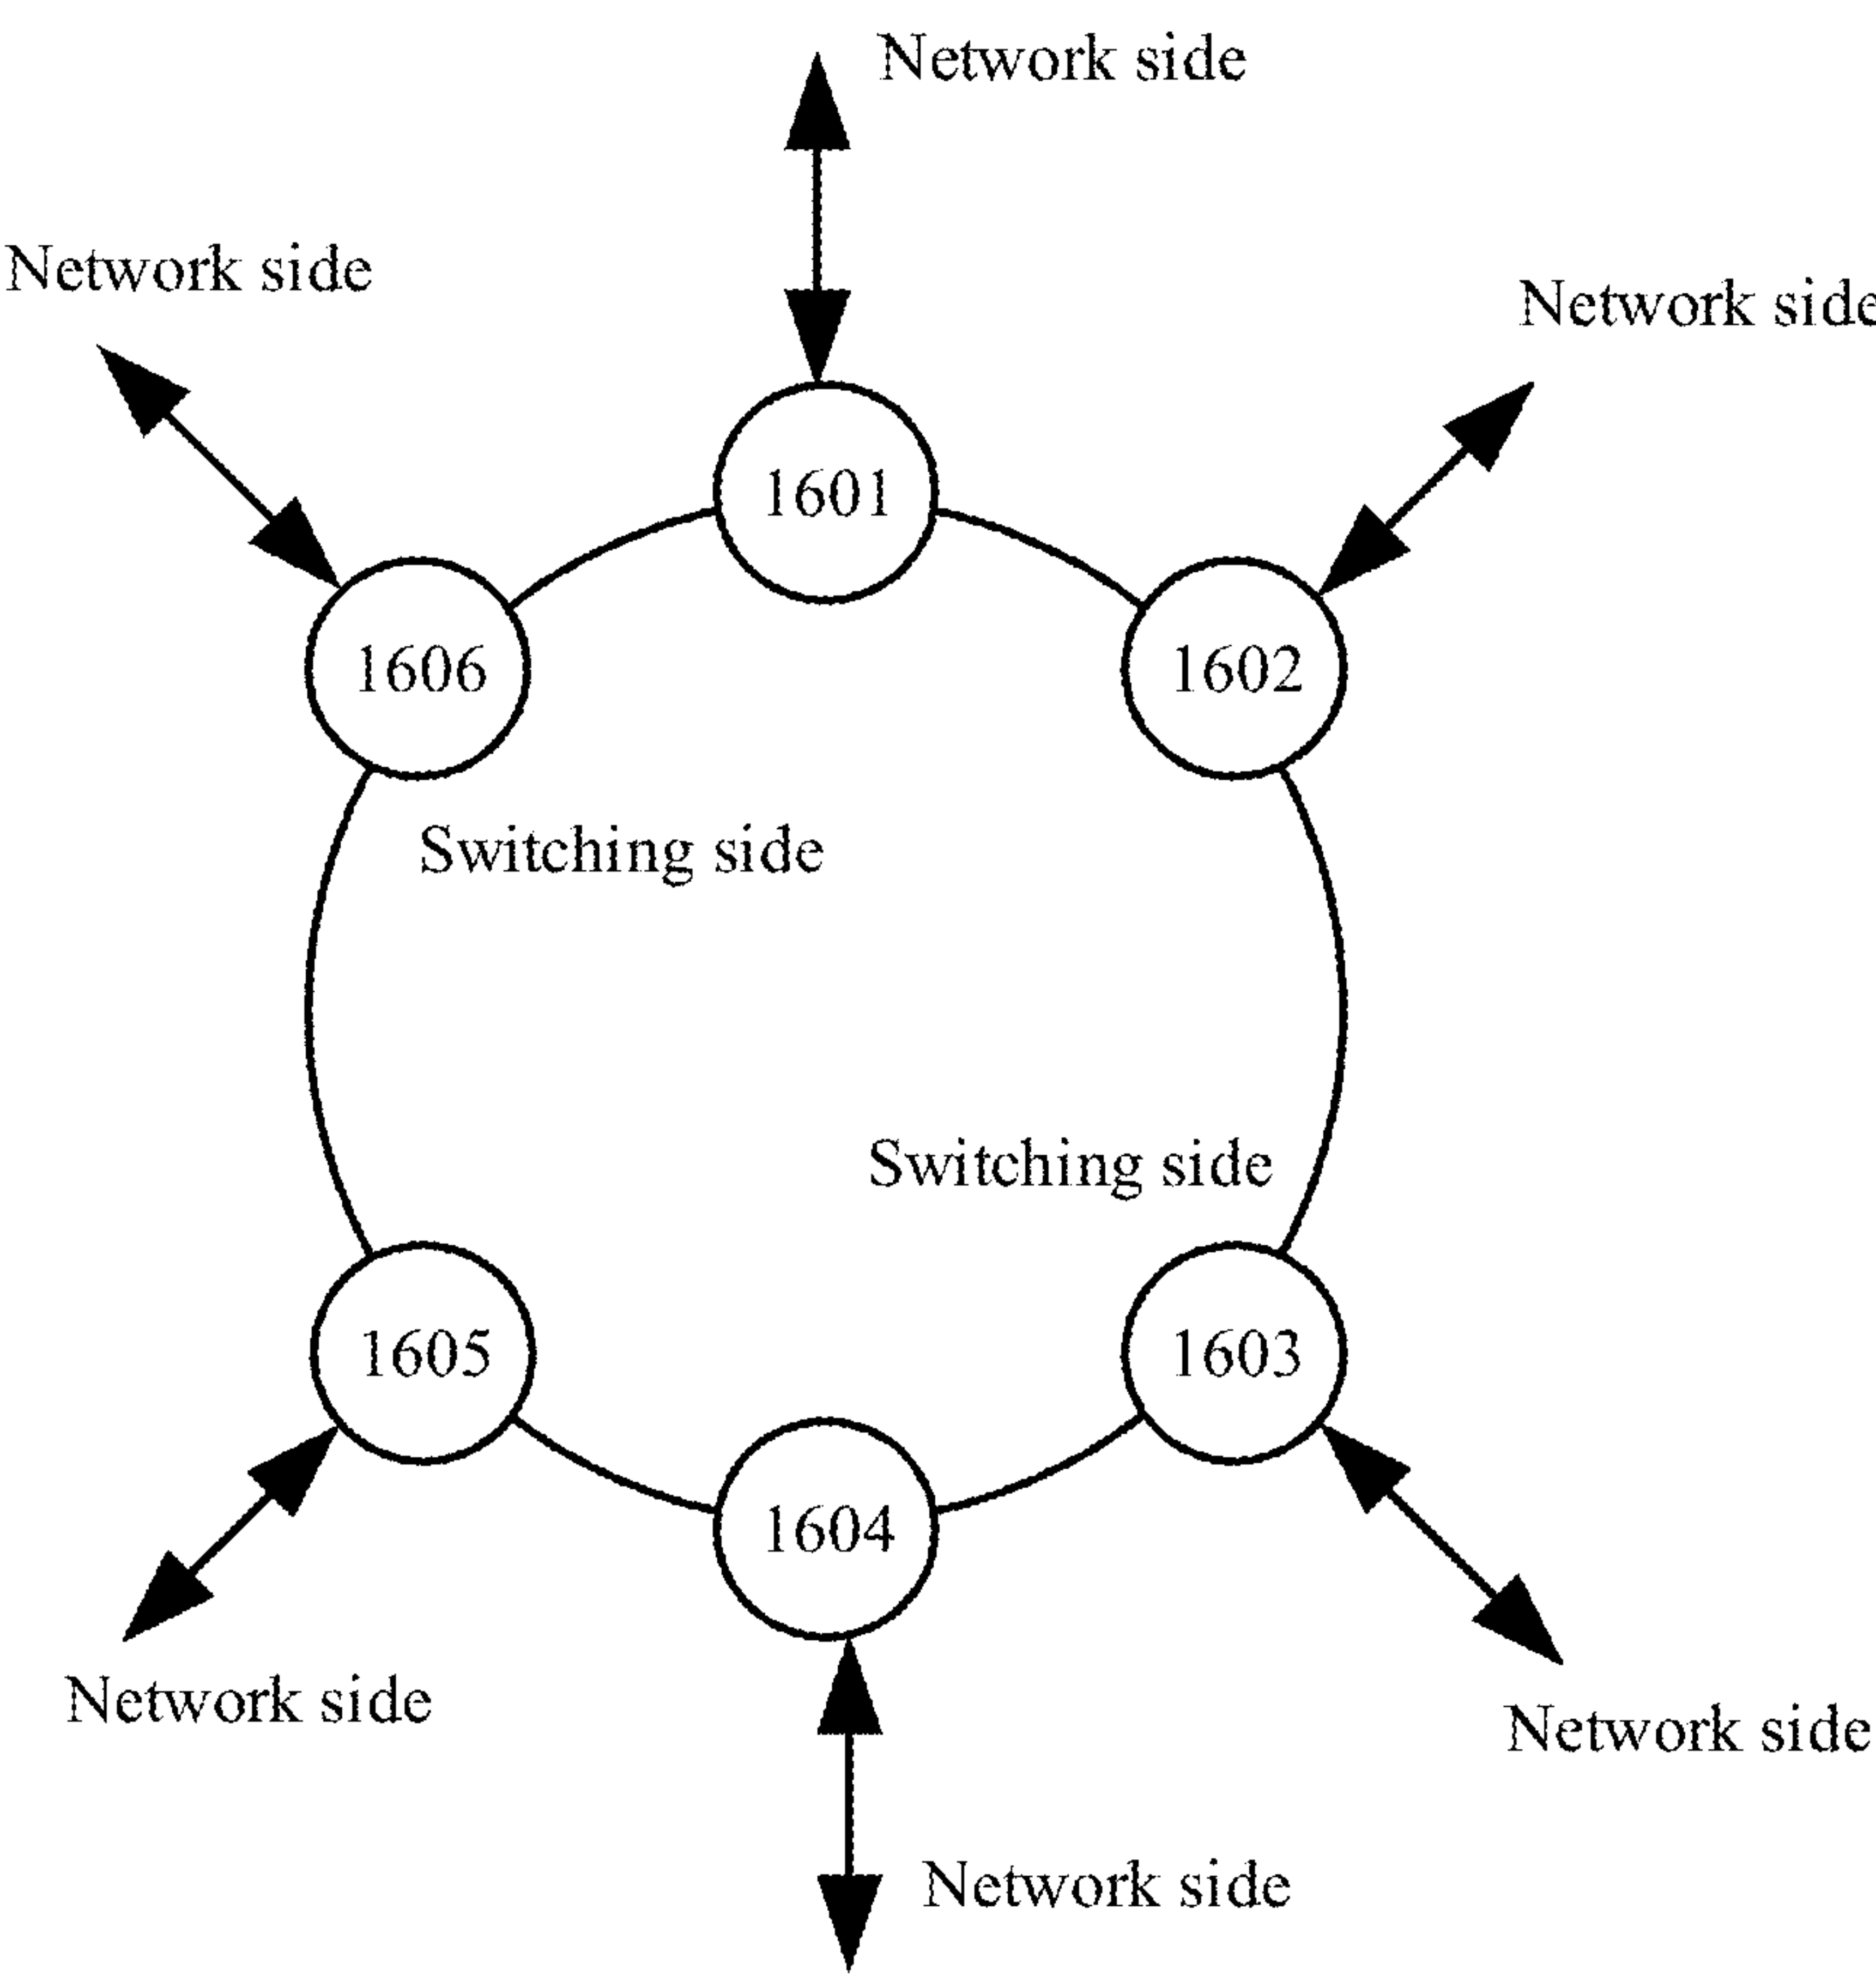 Network side
Network side
Network side
1601
1606
1602
Switching side
Switching side
1605
1603
1604
Network side
Network side
Network side